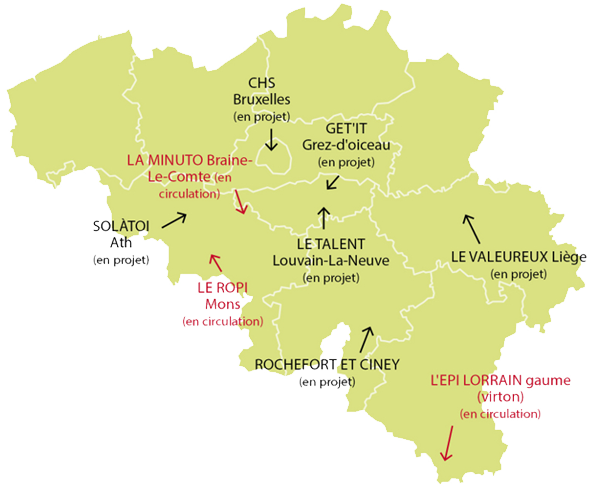 CHS
Bruxelles
(en projet)
GET'IT
Grez-d'oiceau
(en projet)
LA MINUTO Braine-
Le-Comte (en
circulation)
SOLÀTOI
Ath
(en projet)
LE TALENT
Louvain-La-Neuve
(en projet)
LE VALEUREUX Liège
(en projet)
LE ROPI
Mons
(en circulation)
ROCHEFORT ET CINEY
(en projet)
L'EPI LORRAIN gaume
(virton)
(en circulation)